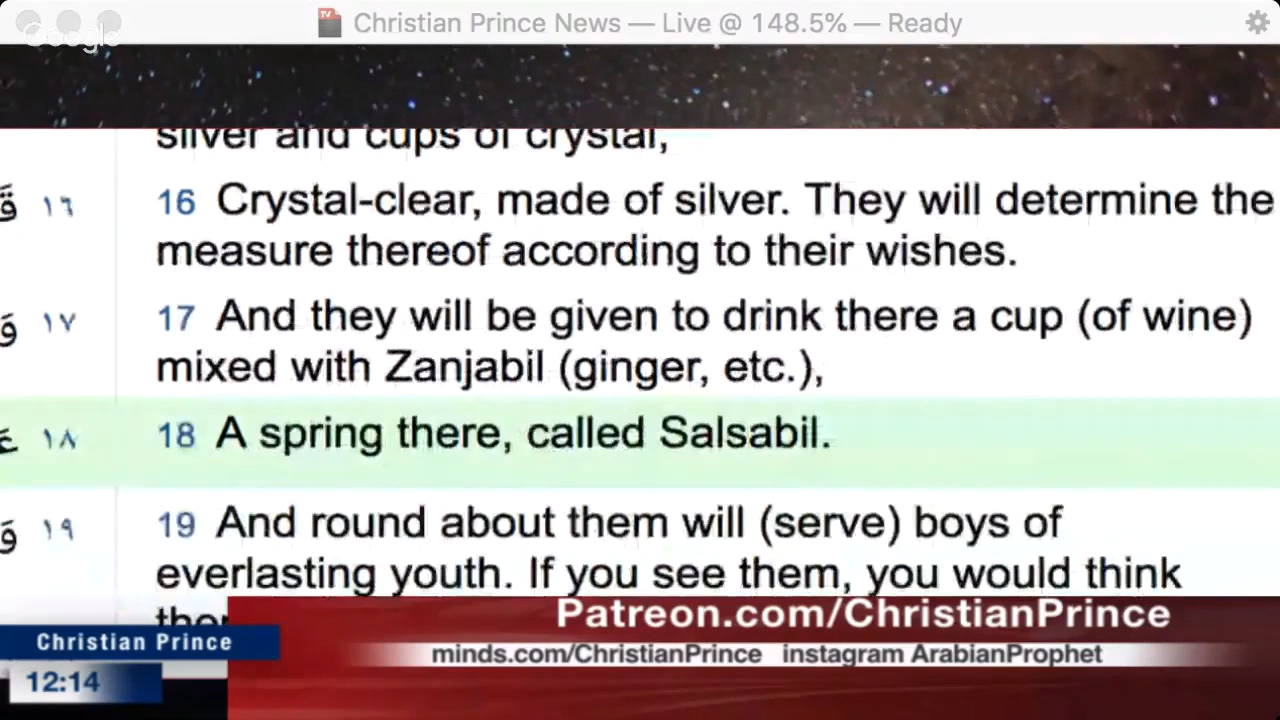 Christian Prince News — Live @ 148.5% — Ready
Google
silver and cups of crystal,
١٦ 16 Crystal-clear, made of silver. They will determine the
measure thereof according to their wishes.
١٧ 17 And they will be given to drink there a cup (of wine)
mixed with Zanjabil (ginger, etc.),
١٨ 18 A spring there, called Salsabil.
١٩ 19 And round about them will (serve) boys of
everlasting youth. If you see them, you would think
Patreon.com/ChristianPrince
Christian Prince
minds.com/ChristianPrince instagram ArabianProphet
12:14